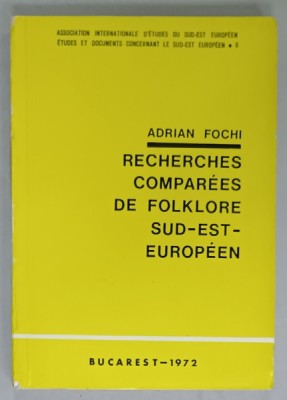 ASSOCIATION INTERNATIONALE D'ÉTUDES DU SUD-EST EUROPÉEN
ÉTUDES ET DOCUMENTS CONCERNANT LE SUD-EST EUROPÉEN •
ADRIAN FOCHI
RECHERCHES
COMPARÉES
DE FOLKLORE
SUD-EST-
EUROPÉEN
BUCAREST-1972